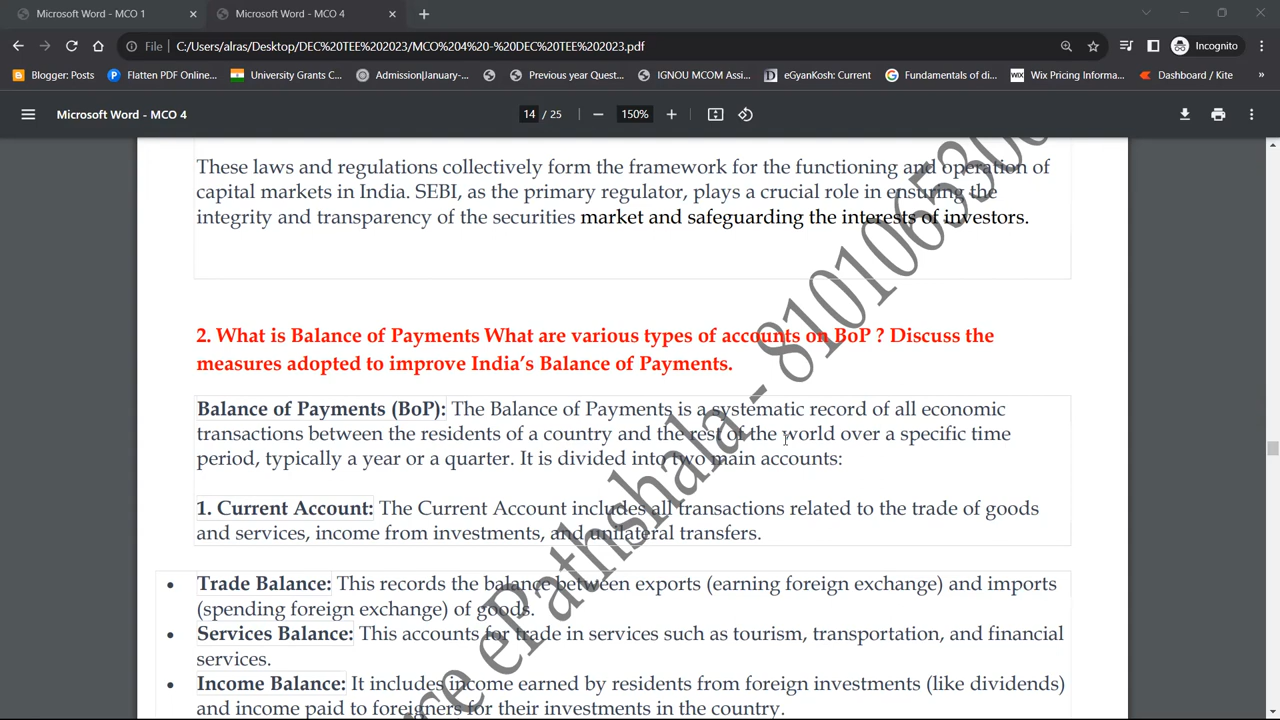 Microsoft Word - MCO 1
Microsoft Word - MCO 4
File
C:/Users/alras/Desktop/DEC%20TEE%202023/MCO%204%20-%20DEC%20TEE%202023.pdf
Incognito
Blogger: Posts
Flatten PDF Online...
University Grants C...
Admission|January-...
Previous year Quest...
IGNOU MCOM Assi...
eGyanKosh: Current
Fundamentals of di...
Wix Pricing Informa...
Dashboard / Kite
»
Microsoft Word - MCO 4
14 / 25
150%
These laws and regulations collectively form the framework for the functioning and operation of
capital markets in India. SEBI, as the primary regulator, plays a crucial role in ensuring the
integrity and transparency of the securities market and safeguarding the interests of investors.
2. What is Balance of Payments What are various types of accounts on BoP ? Discuss the
measures adopted to improve India's Balance of Payments.
Balance of Payments (BoP): The Balance of Payments is a systematic record of all economic
transactions between the residents of a country and the rest of the world over a specific time
period, typically a year or a quarter. It is divided into two main accounts:
1. Current Account: The Current Account includes all transactions related to the trade of goods
and services, income from investments, and unilateral transfers.
• Trade Balance: This records the balance between exports (earning foreign exchange) and imports
(spending foreign exchange) of goods.
• Services Balance: This accounts for trade in services such as tourism, transportation, and financial
services.
• Income Balance: It includes income earned by residents from foreign investments (like dividends)
and income paid to foreigners for their investments in the country.
ePathshala - 810106530